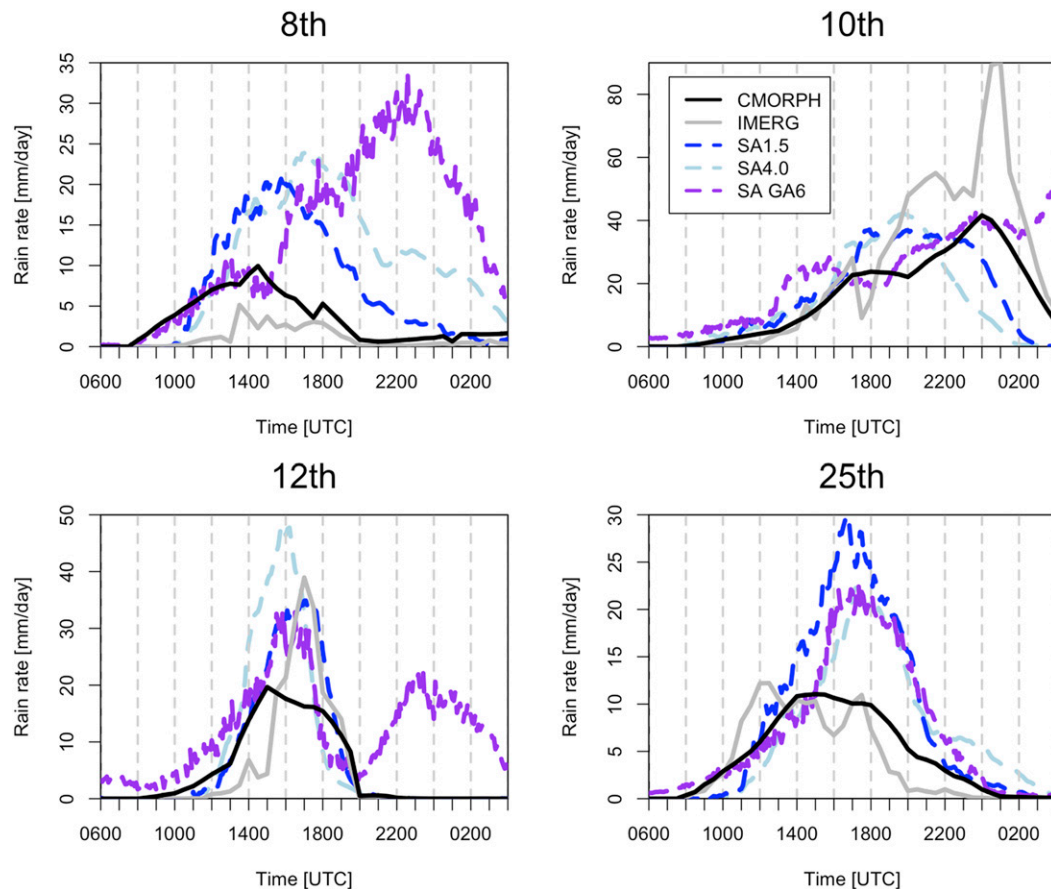 8th
Rain rate [mm/day]
0 5 10 15 20 25 30 35
0600 1000 1400 1800 2200 0200
Time [UTC]
10th
Rain rate [mm/day]
0 20 40 60 80
CMORPH
IMERG
SA1.5
SA4.0
SA GA6
0600 1000 1400 1800 2200 0200
Time [UTC]
12th
Rain rate [mm/day]
0 10 20 30 40 50
0600 1000 1400 1800 2200 0200
Time [UTC]
25th
Rain rate [mm/day]
0 5 10 15 20 25 30
0600 1000 1400 1800 2200 0200
Time [UTC]